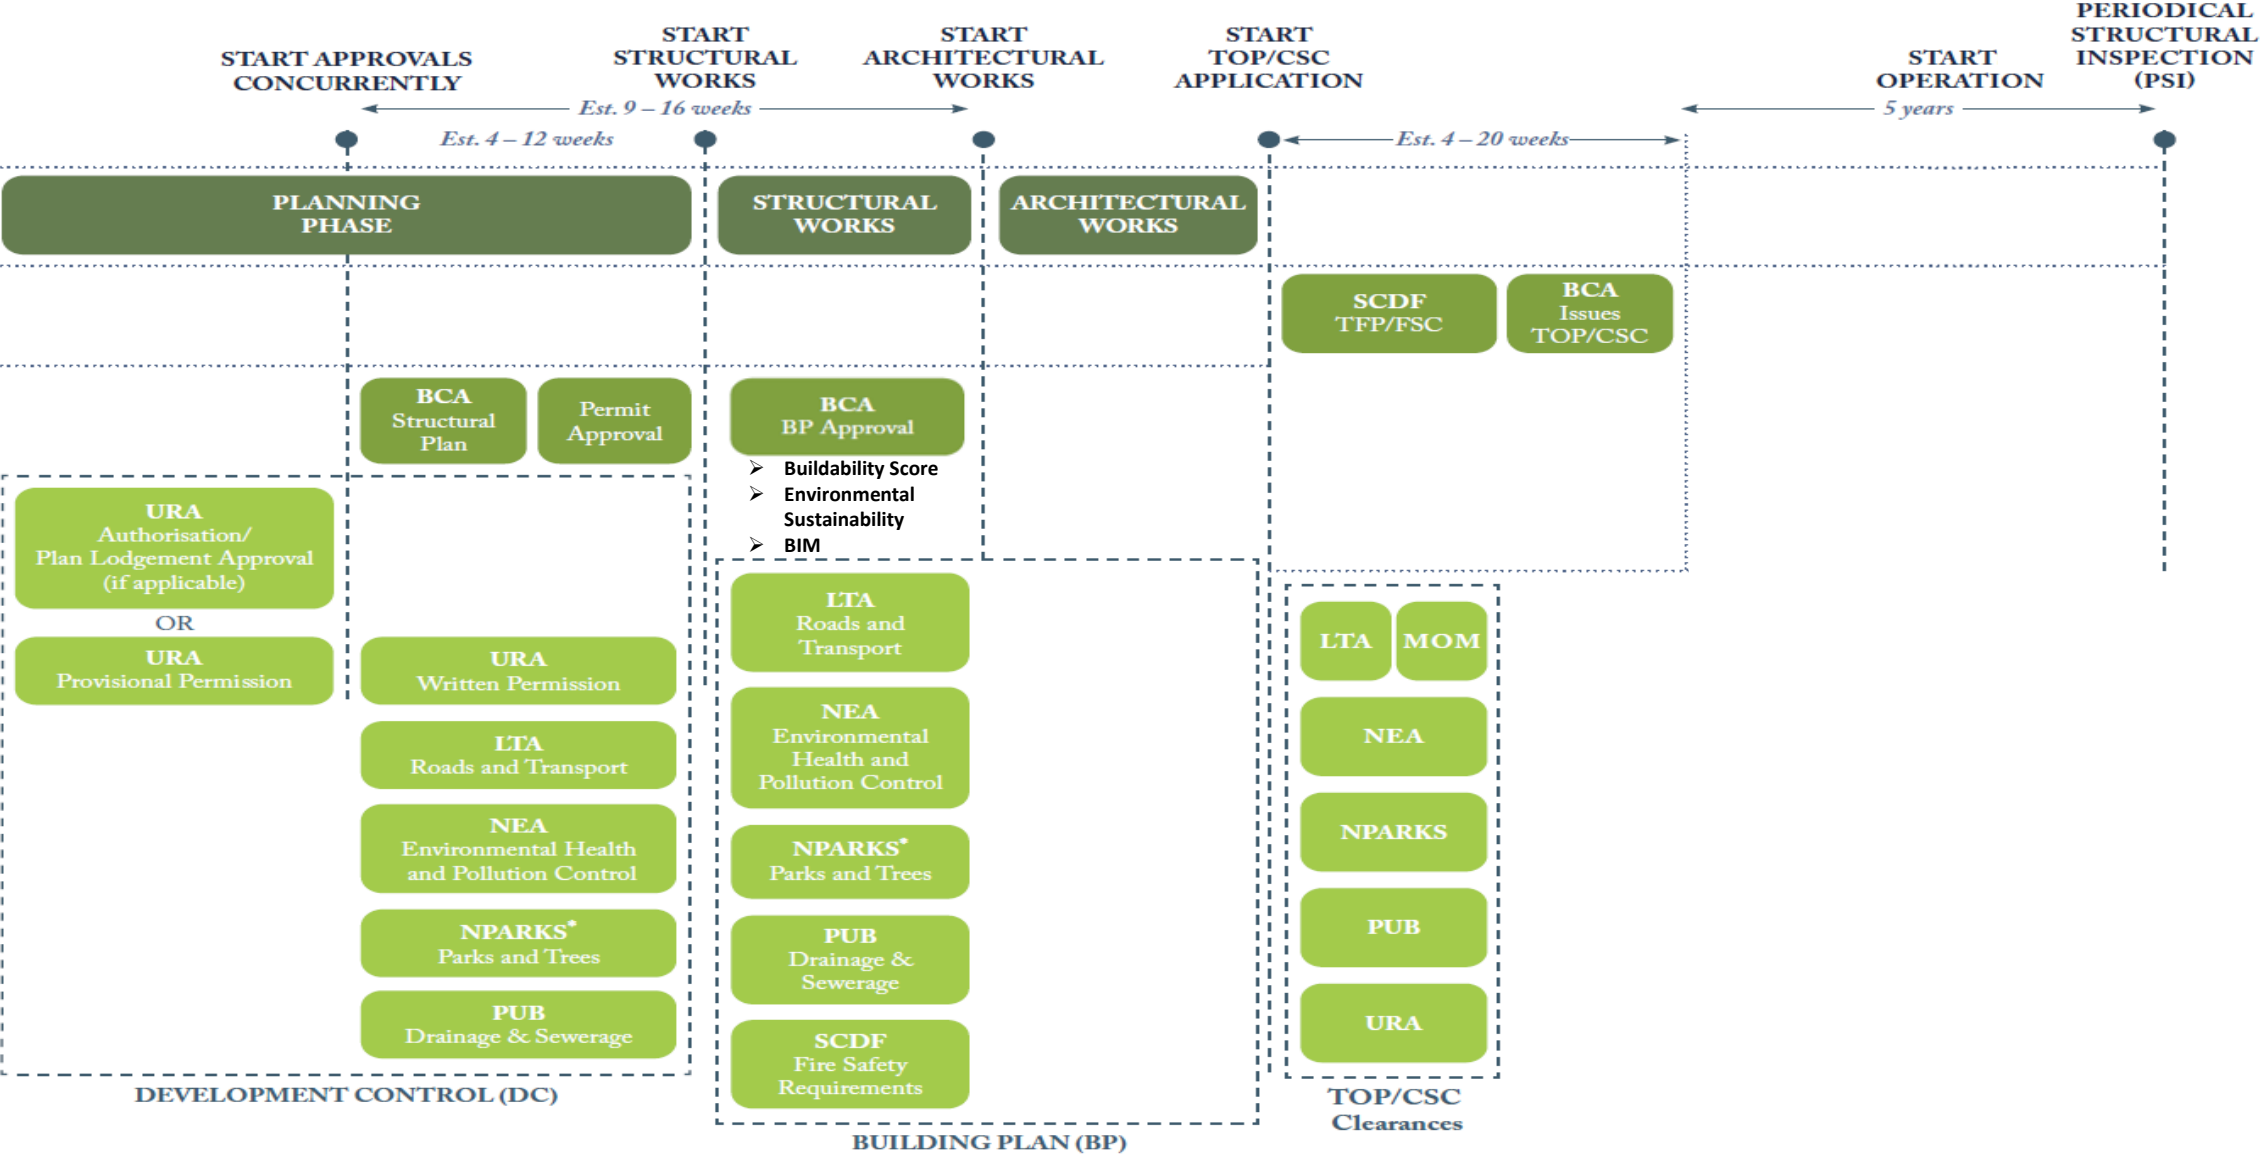 START APPROVALS
CONCURRENTLY
START
STRUCTURAL
WORKS
START
ARCHITECTURAL
WORKS
START
TOP/CSC
APPLICATION
START
OPERATION
PERIODICAL
STRUCTURAL
INSPECTION
(PSI)
Est. 9 – 16 weeks
5 years
Est. 4 – 12 weeks
Est. 4 – 20 weeks
PLANNING
PHASE
STRUCTURAL
WORKS
ARCHITECTURAL
WORKS
SCDF
TFP/FSC
BCA
Issues
TOP/CSC
BCA
Structural
Plan
Permit
Approval
BCA
BP Approval
➢ Buildability Score
➢ Environmental
Sustainability
➢ BIM
URA
Authorisation/
Plan Lodgement Approval
(if applicable)
OR
URA
Provisional Permission
URA
Written Permission
LTA
Roads and Transport
NEA
Environmental Health
and Pollution Control
NPARKS*
Parks and Trees
PUB
Drainage & Sewerage
DEVELOPMENT CONTROL (DC)
LTA
Roads and
Transport
NEA
Environmental
Health and
Pollution Control
NPARKS*
Parks and Trees
PUB
Drainage &
Sewerage
SCDF
Fire Safety
Requirements
BUILDING PLAN (BP)
LTA
MOM
NEA
NPARKS
PUB
URA
TOP/CSC
Clearances